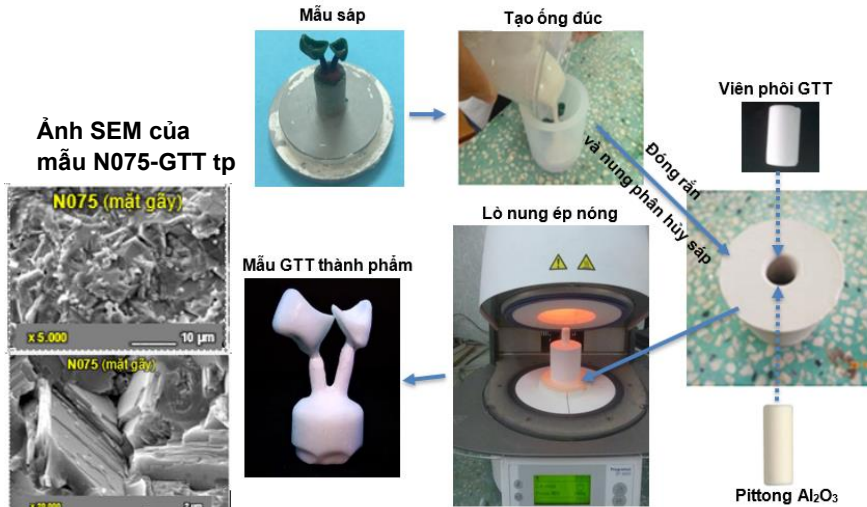 Mẫu sáp
Tạo ống đúc
Viên phôi GTT
Ảnh SEM của
mẫu N075-GTT tp
Đóng rắn
và nung phân hủy sáp
N075 (mặt gãy)
x 5.000
10 µm
N075 (mặt gãy)
2 µm
Mẫu GTT thành phẩm
Lò nung ép nóng
Pittong Al₂O₃